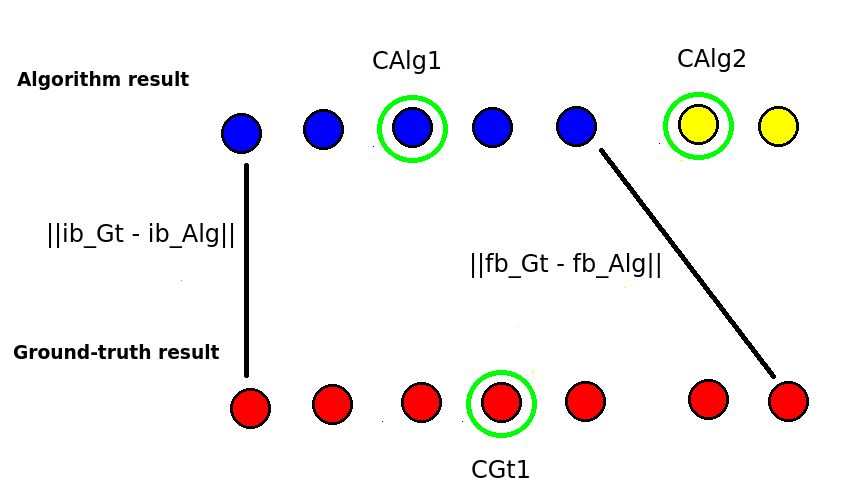 CAlg1
CAlg2
Algorithm result
||ib_Gt - ib_Alg||
||fb_Gt - fb_Alg||
Ground-truth result
CGt1